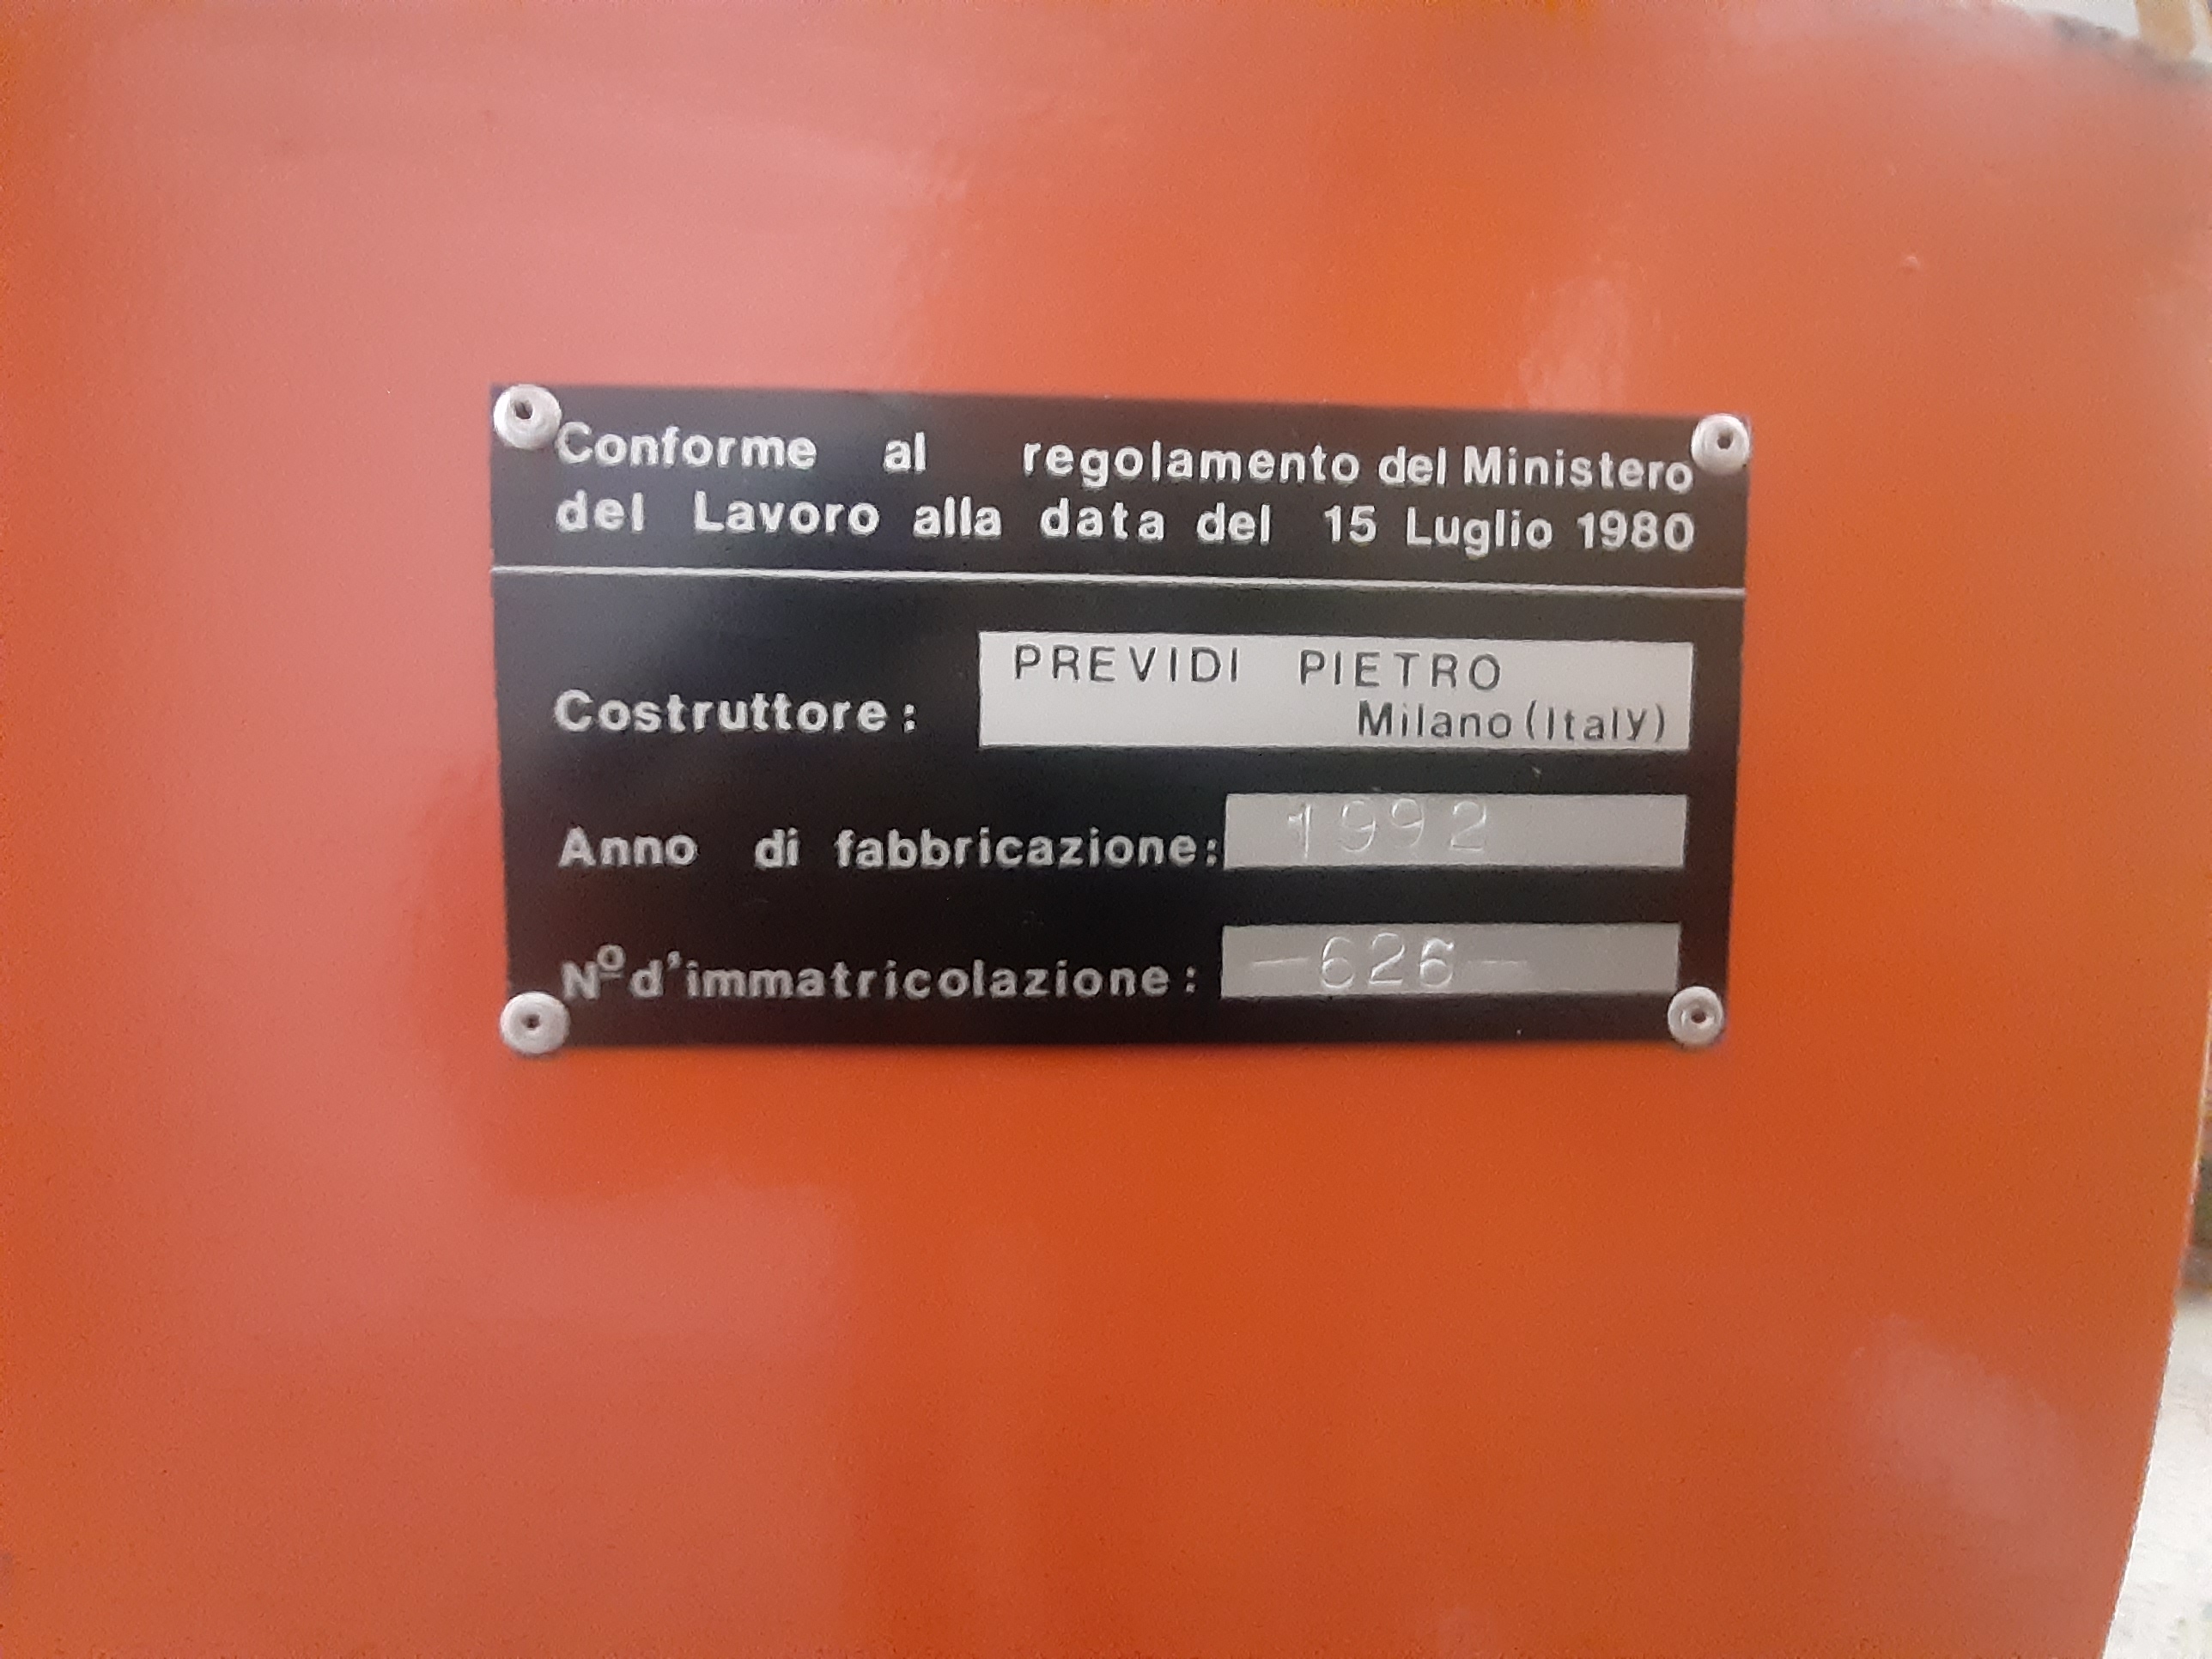 Conforme al regolamento del Ministero
del Lavoro alla data del 15 Luglio 1980
Costruttore: PREVIDI PIETRO
Milano (Italy)
Anno di fabbricazione: 1992
Nº d'immatricolazione: -626-